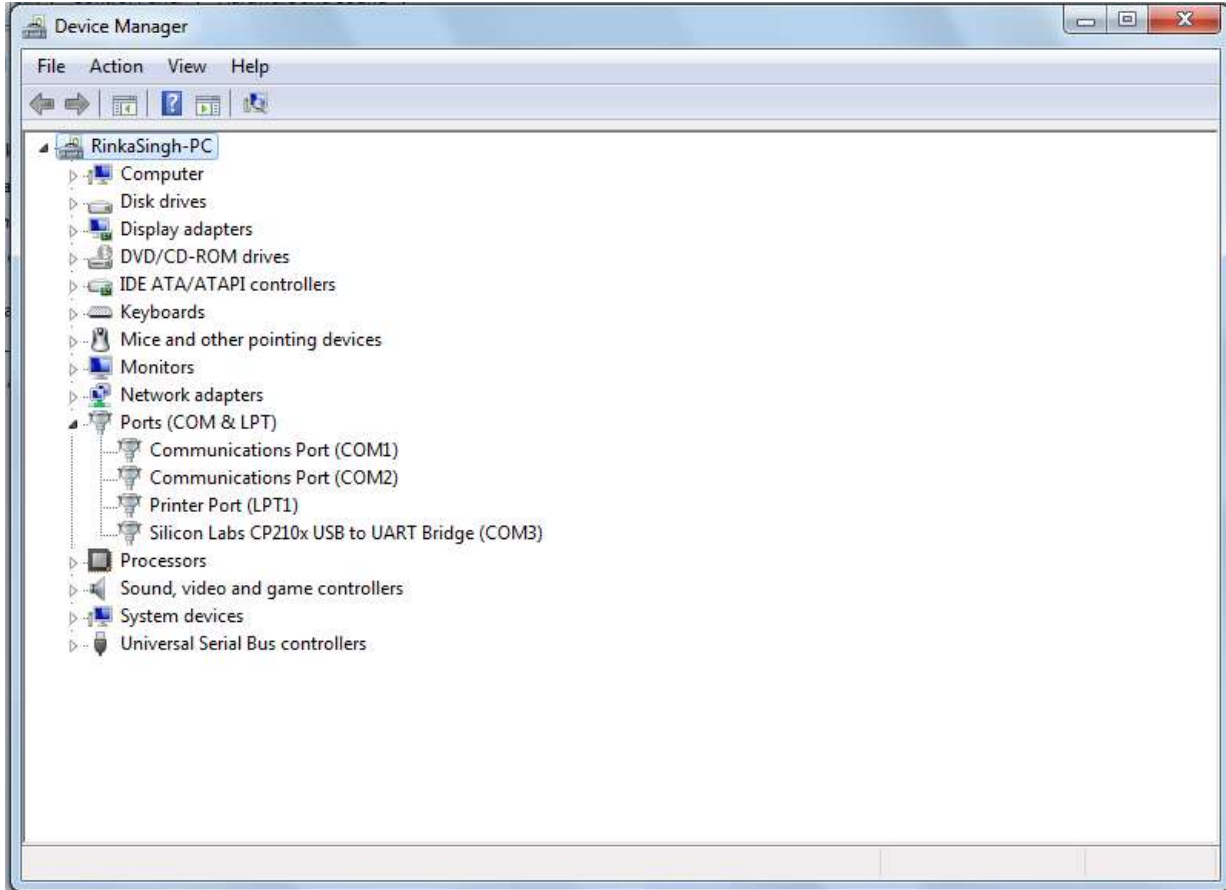 Device Manager
File Action View Help
RinkaSingh-PC
Computer
Disk drives
Display adapters
DVD/CD-ROM drives
IDE ATA/ATAPI controllers
Keyboards
Mice and other pointing devices
Monitors
Network adapters
Ports (COM & LPT)
Communications Port (COM1)
Communications Port (COM2)
Printer Port (LPT1)
Silicon Labs CP210x USB to UART Bridge (COM3)
Processors
Sound, video and game controllers
System devices
Universal Serial Bus controllers